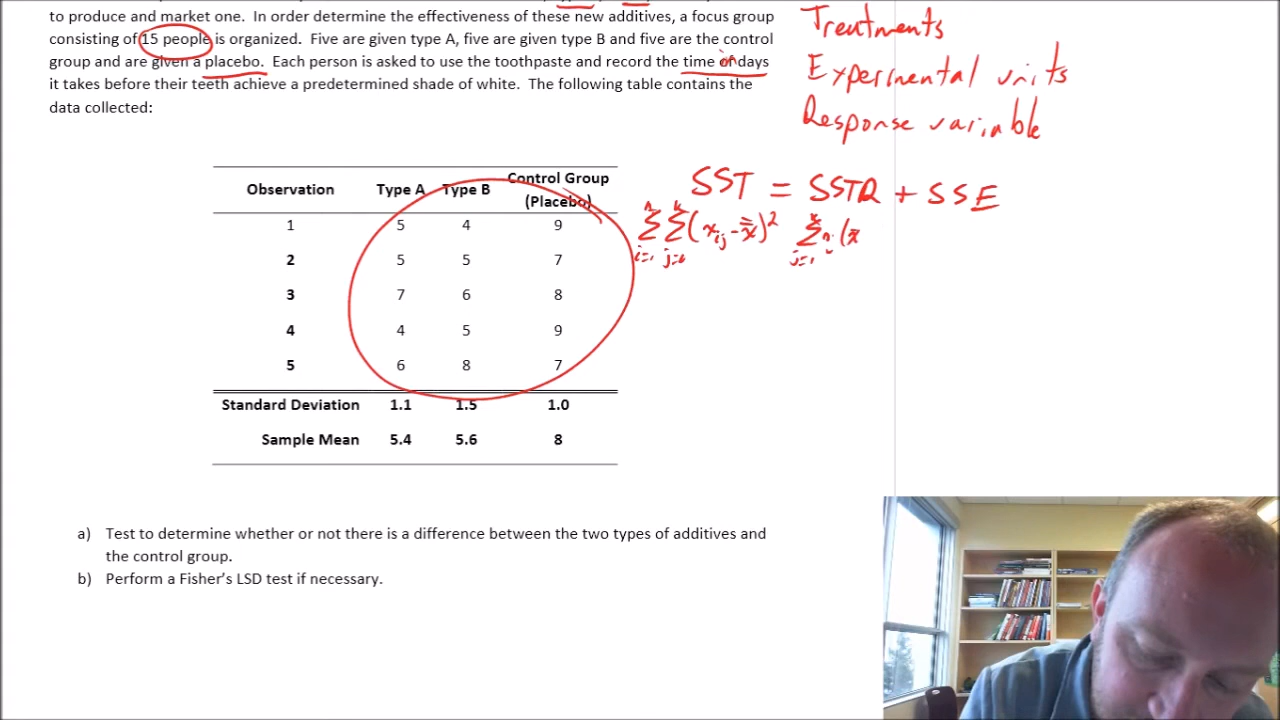 to produce and market one. In order determine the effectiveness of these new additives, a focus group
consisting of 15 people is organized. Five are given type A, five are given type B and five are the control
group and are given a placebo. Each person is asked to use the toothpaste and record the time in days
it takes before their teeth achieve a predetermined shade of white. The following table contains the
data collected:
Treatments
Experimental units
Response variable
Observation Type A Type B Control Group (Placebo)
1 5 4 9
2 5 5 7
3 7 6 8
4 4 5 9
5 6 8 7
Standard Deviation 1.1 1.5 1.0
Sample Mean 5.4 5.6 8
SST = SSTR + SSE
a) Test to determine whether or not there is a difference between the two types of additives and
the control group.
b) Perform a Fisher's LSD test if necessary.